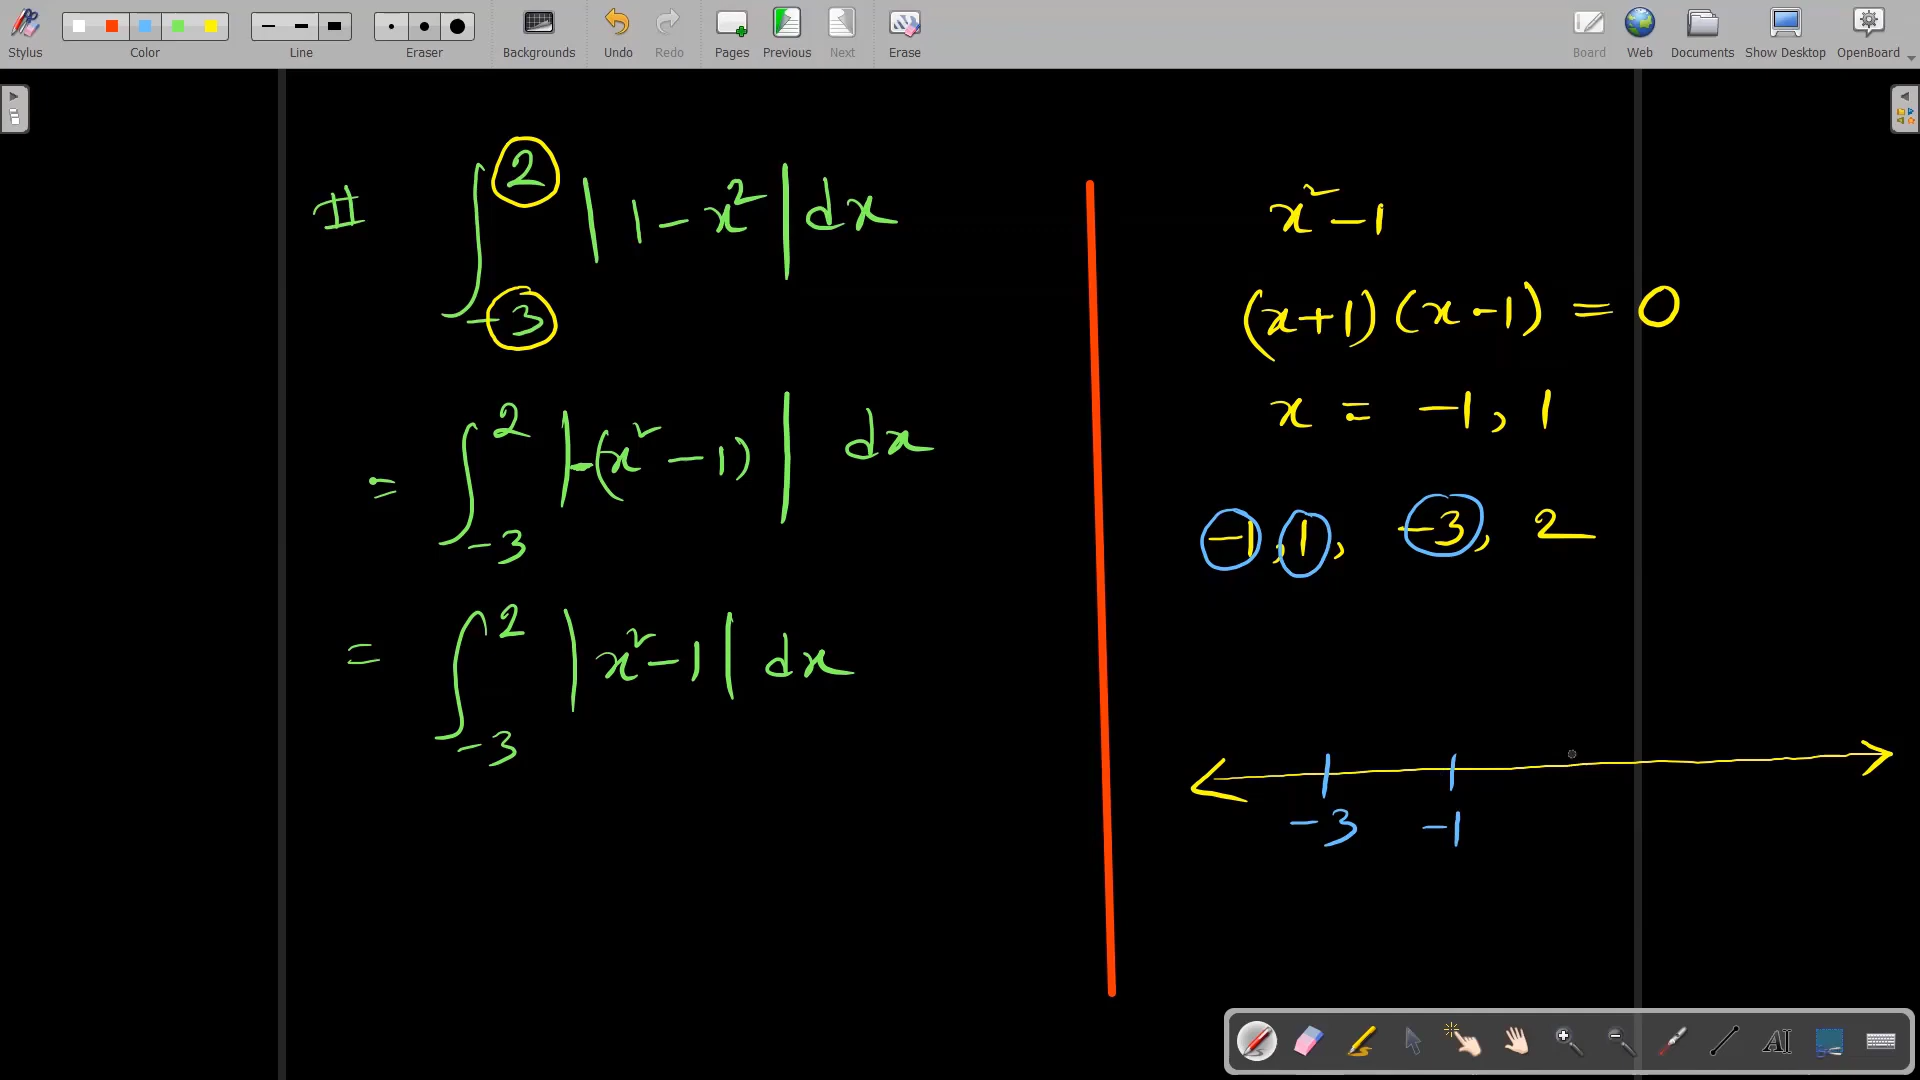 Stylus Color Line Eraser Backgrounds Undo Redo Pages Previous Next Erase Board Web Documents Show Desktop OpenBoard
# ∫_{-3}^{2} |1-x²| dx
= ∫_{-3}^{2} |-(x²-1)| dx
= ∫_{-3}^{2} |x²-1| dx
x²-1
(x+1)(x-1) = 0
x = -1, 1
-1, 1, -3, 2
-3 -1
AI